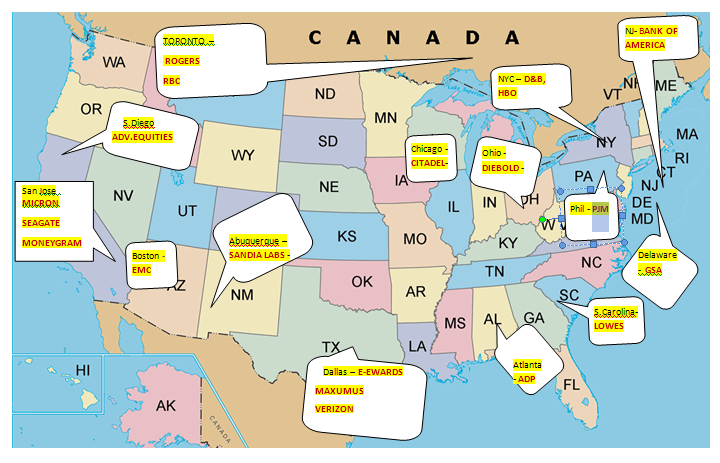 C A N A D A
TORONTO –
ROGERS
RBC
NJ- BANK OF
AMERICA
NYC – D&B,
HBO
S.Diego
ADV.EQUITIES
Chicago -
CITADEL-
Ohio -
DIEBOLD -
Phil - PJM
San Jose
MICRON,
SEAGATE
MONEYGRAM
Boston -
EMC
Abuquerque –
SANDIA LABS -
Delaware
- GSA
S.Carolina-
LOWES
Atlanta
- ADP
Dallas – E-EWARDS
MAXUMUS
VERIZON
WA
OR
NV
UT
AZ
WY
NM
ND
SD
NE
KS
OK
TX
MN
IA
MO
AR
LA
IL
IN
OH
KY
TN
MS
AL
GA
FL
SC
NC
W
PA
NY
VT
NH
ME
MA
RI
CT
NJ
DE
MD
HI
AK
CANADA
Lake Superior